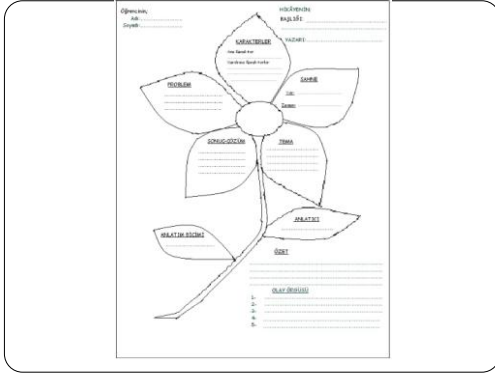 Öğrencinin,
Adı:
Soyadı:
HİKÂYENİN
BAŞLIĞI:
YAZARI:
KARAKTERLER
PROBLEM
SAHNE
Yer:
Zaman:
SONUÇ-ÇÖZÜM
TEMA
ANLATICI
ANLATIM BİÇİMİ
ÖZET
OLAY ÖRGÜSÜ
1-
2-
3-
4-
5-